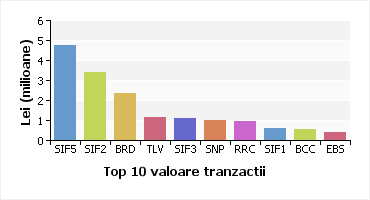 Lei (milioane)
6
5
4
3
2
1
0
SIF5 SIF2 BRD TLV SIF3 SNP RRC SIF1 BCC EBS
Top 10 valoare tranzactii